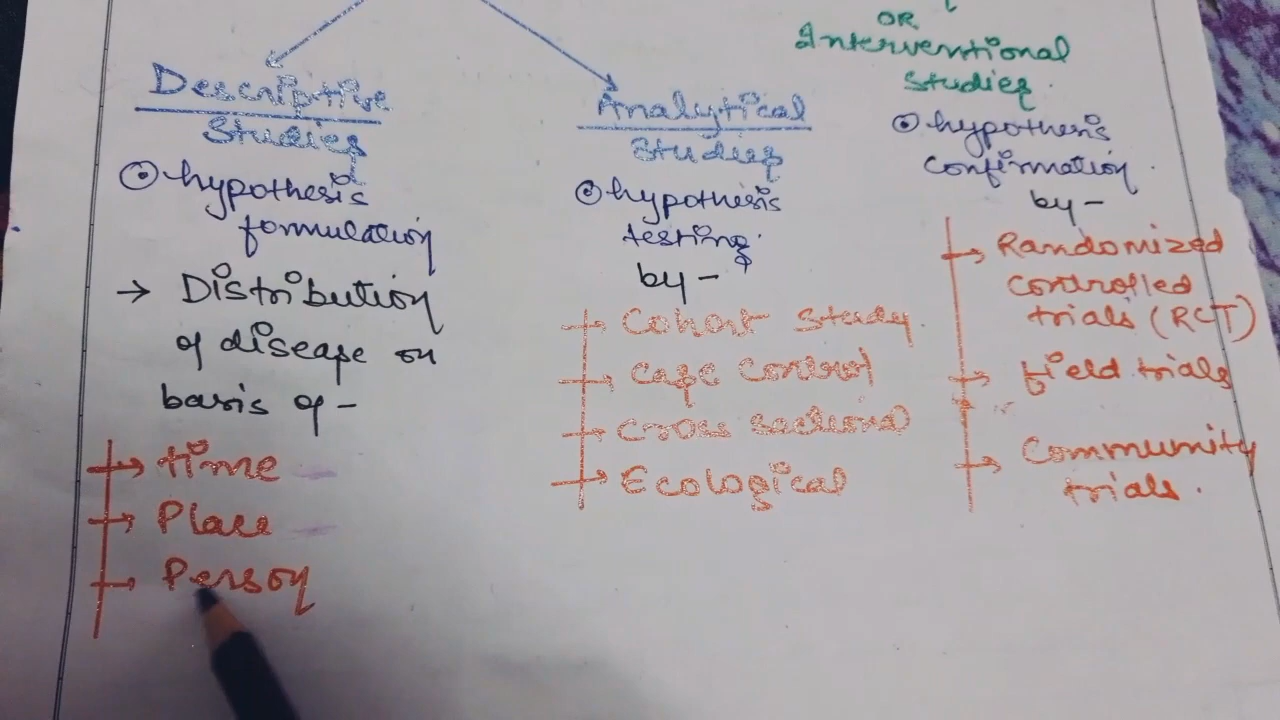 Descriptive
Studies
hypothesis
formulation
→ Distribution
of disease on
basis of -
→ time
→ Place
→ Person
Analytical
Studies
hypothesis
testing.
by -
→ Cohort study.
→ Case control
→ Cross sectional
→ Ecological
OR
Interventional
Studies.
hypothesis
confirmation.
by -
→ Randomized
controlled
trials (RCT)
→ field trials
→ Community
trials.